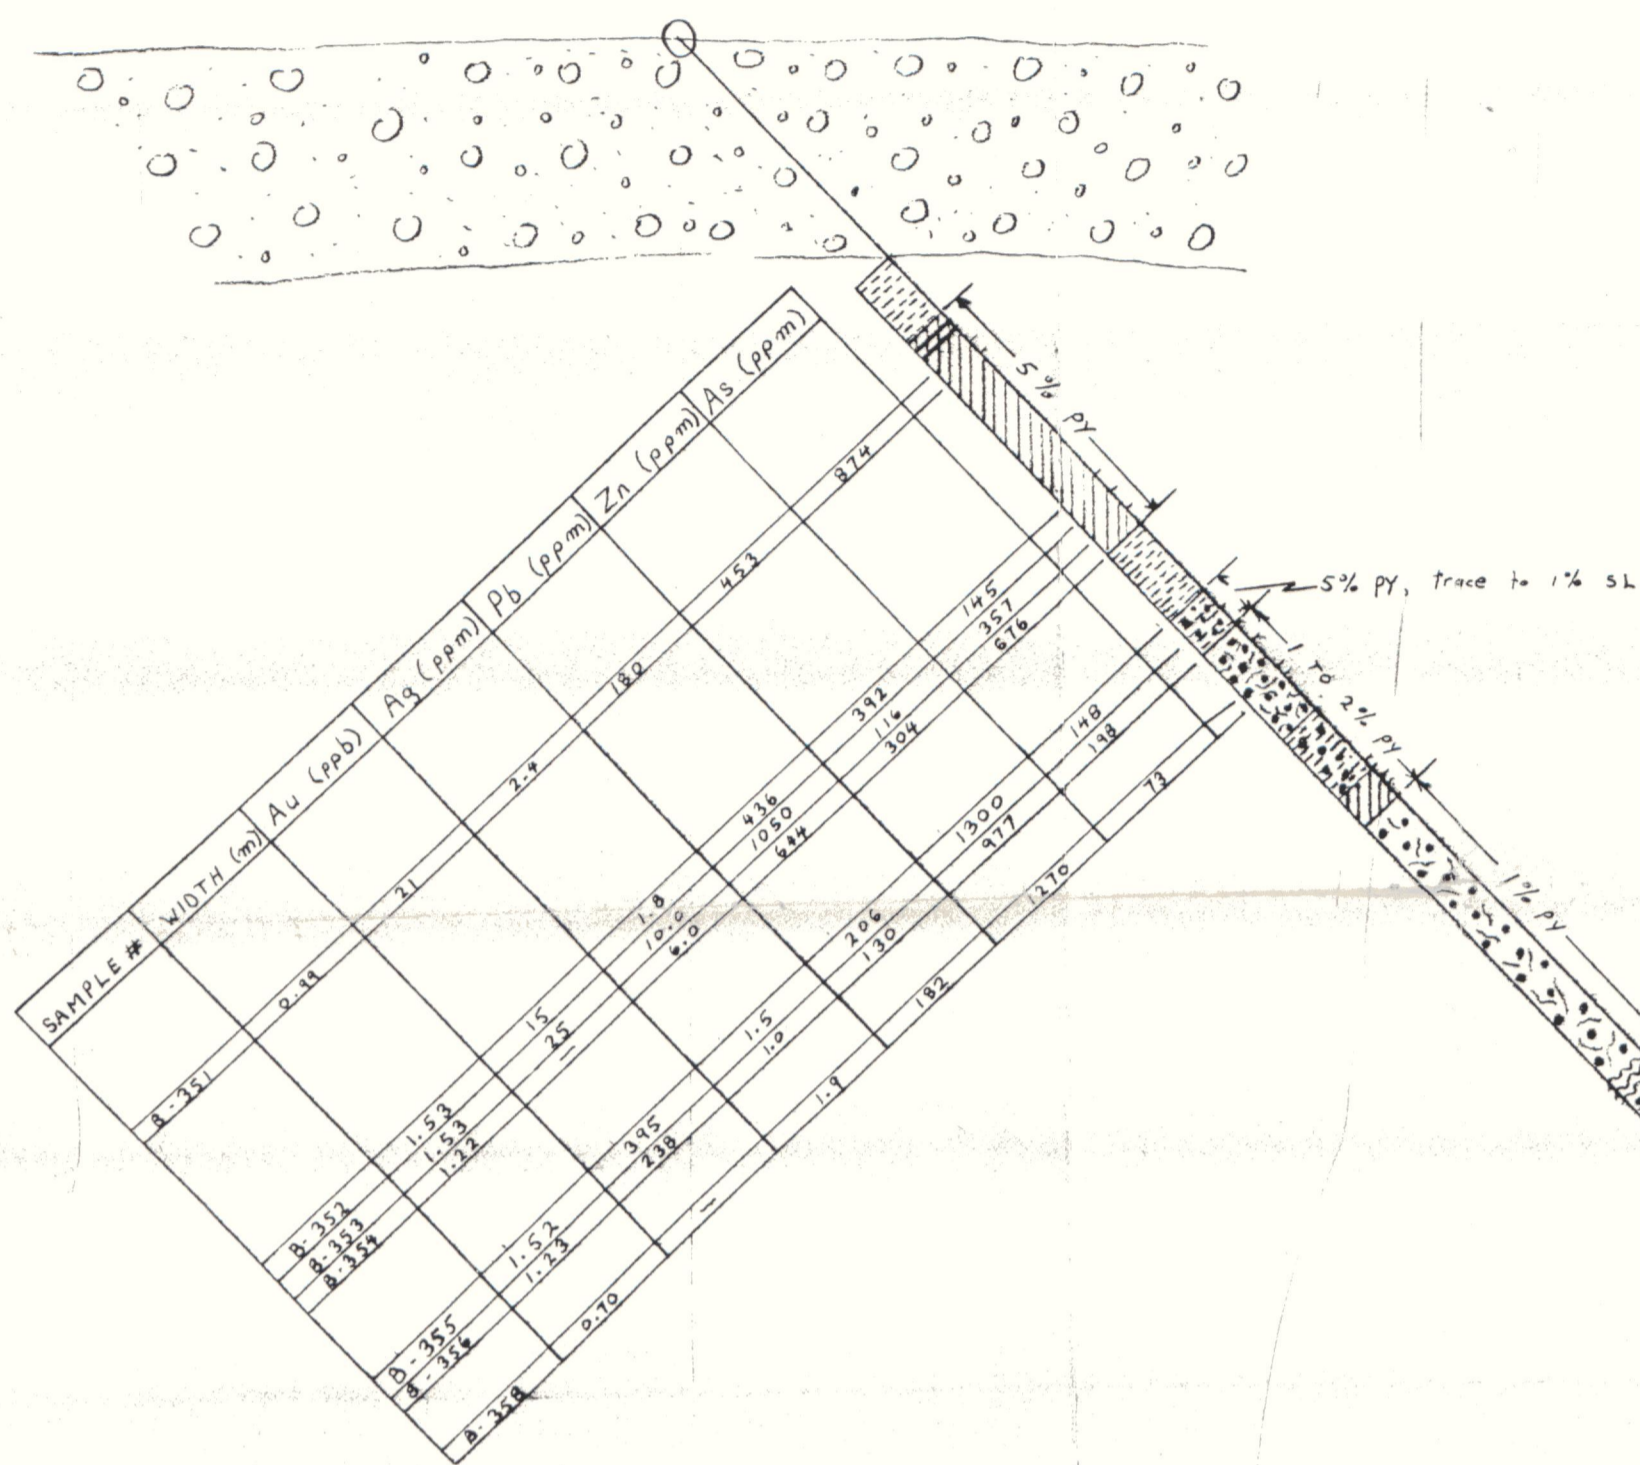 SAMPLE # WIDTH (m) Au (ppb) Ag (ppm) Pb (ppm) Zn (ppm) As (ppm)
B-351 0.99 21 2.4 180 453 874
B-352 1.53 15 1.8 436 392 145
B-353 1.53 25 10.0 1050 116 357
B-354 1.22 — 6.0 644 304 676
B-355 1.52 395 1.5 206 1300 148
B-356 1.23 238 1.0 130 977 198
B-358 0.70 — 1.9 182 1270 73
5% PY
5% PY, trace to 1% SL
1 TO 2% PY
1% PY